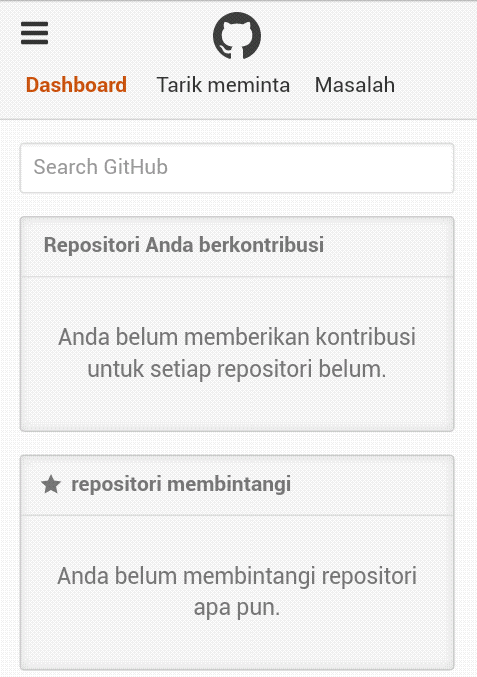 Dashboard Tarik meminta Masalah
Search GitHub
Repositori Anda berkontribusi
Anda belum memberikan kontribusi
untuk setiap repositori belum.
repositori membintangi
Anda belum membintangi repositori
apa pun.